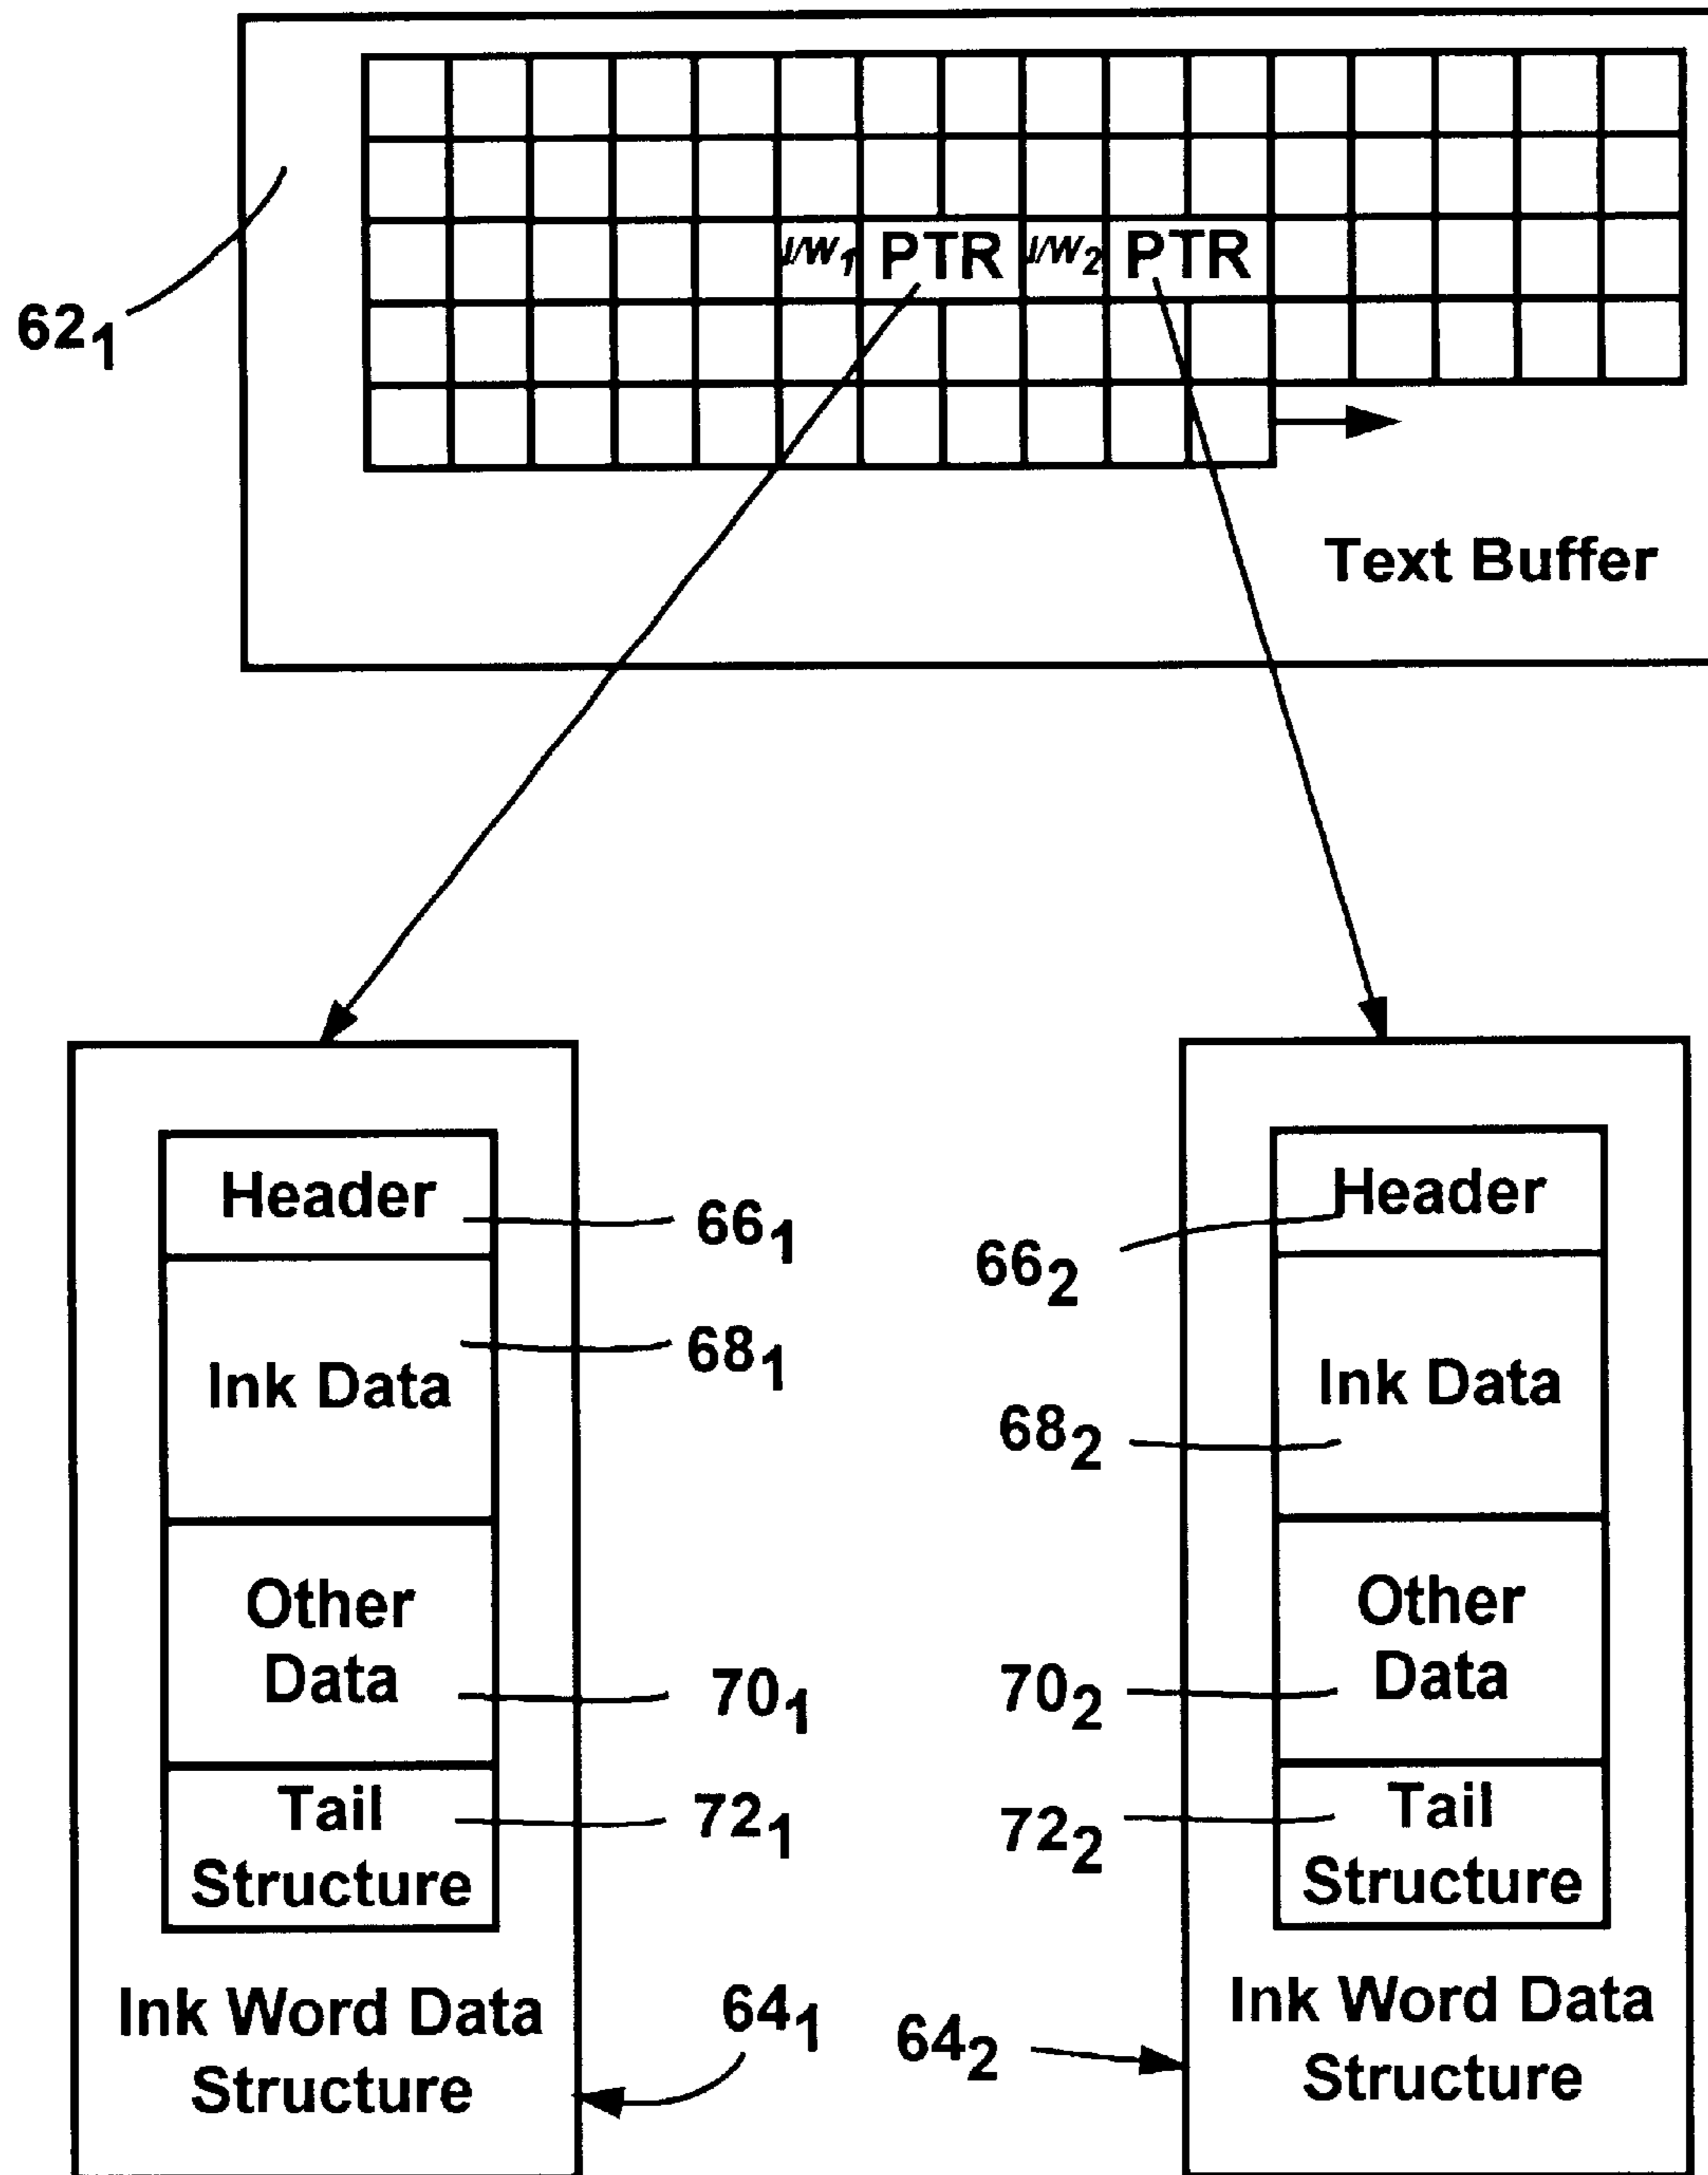 I/W₁ PTR I/W₂ PTR
62₁
Text Buffer
Header
66₁
Ink Data
68₁
Other
Data
70₁
Tail
Structure
72₁
Ink Word Data
Structure
64₁
Header
66₂
Ink Data
68₂
Other
Data
70₂
Tail
Structure
72₂
Ink Word Data
Structure
64₂